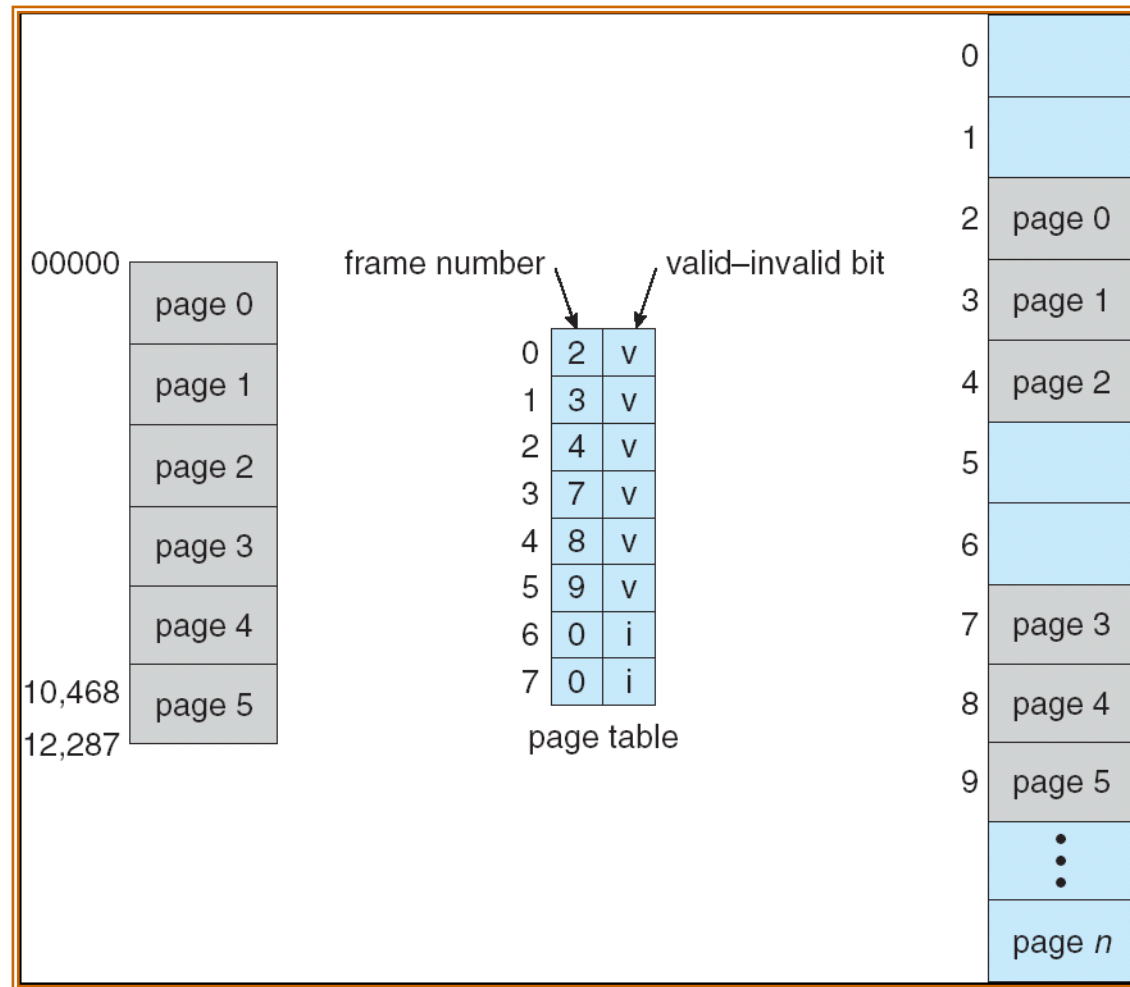 00000
page 0
page 1
page 2
page 3
page 4
10,468
page 5
12,287
frame number
valid–invalid bit
0 2 v
1 3 v
2 4 v
3 7 v
4 8 v
5 9 v
6 0 i
7 0 i
page table
0
1
2 page 0
3 page 1
4 page 2
5
6
7 page 3
8 page 4
9 page 5
page n